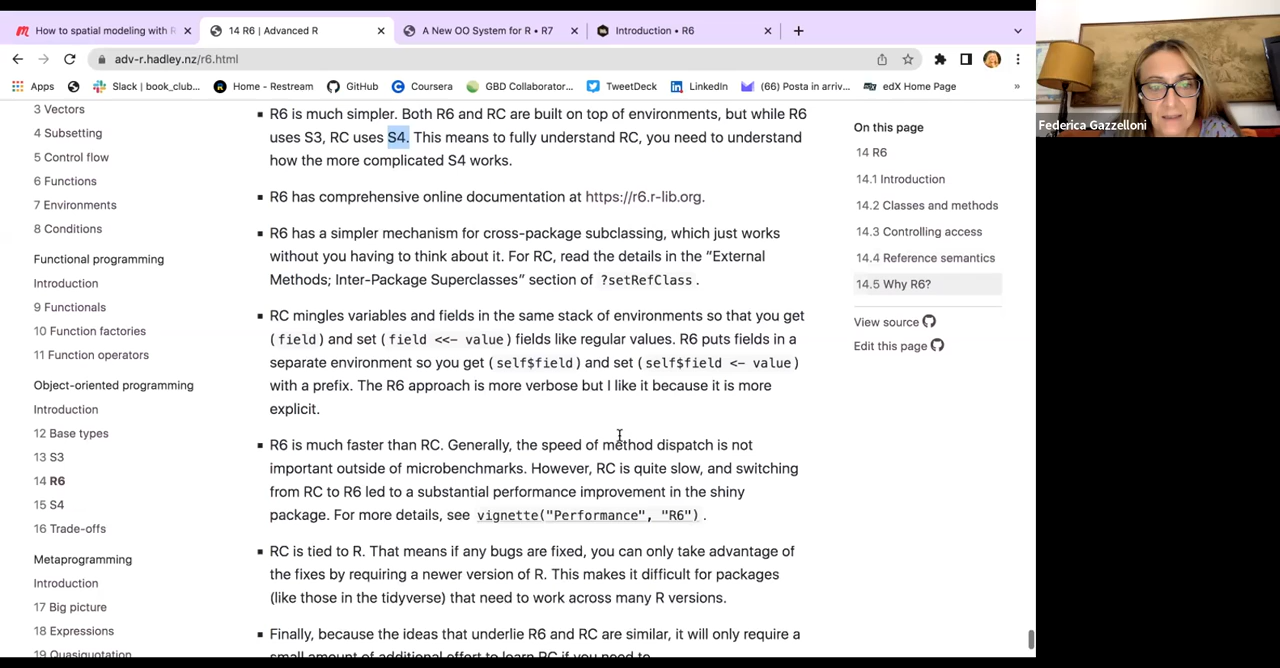 How to spatial modeling with R
14 R6 | Advanced R
A New OO System for R • R7
Introduction • R6
adv-r.hadley.nz/r6.html
Apps
Slack | book_club...
Home - Restream
GitHub
Coursera
GBD Collaborator...
TweetDeck
LinkedIn
(66) Posta in arriv...
edX Home Page
»
3 Vectors
4 Subsetting
5 Control flow
6 Functions
7 Environments
8 Conditions
Functional programming
Introduction
9 Functionals
10 Function factories
11 Function operators
Object-oriented programming
Introduction
12 Base types
13 S3
14 R6
15 S4
16 Trade-offs
Metaprogramming
Introduction
17 Big picture
18 Expressions
19 Quasiquotation
R6 is much simpler. Both R6 and RC are built on top of environments, but while R6
uses S3, RC uses S4. This means to fully understand RC, you need to understand
how the more complicated S4 works.
R6 has comprehensive online documentation at https://r6.r-lib.org.
R6 has a simpler mechanism for cross-package subclassing, which just works
without you having to think about it. For RC, read the details in the “External
Methods; Inter-Package Superclasses” section of ?setRefClass.
RC mingles variables and fields in the same stack of environments so that you get
(field) and set (field <<- value) fields like regular values. R6 puts fields in a
separate environment so you get (self$field) and set (self$field <- value)
with a prefix. The R6 approach is more verbose but I like it because it is more
explicit.
R6 is much faster than RC. Generally, the speed of method dispatch is not
important outside of microbenchmarks. However, RC is quite slow, and switching
from RC to R6 led to a substantial performance improvement in the shiny
package. For more details, see vignette("Performance", "R6").
RC is tied to R. That means if any bugs are fixed, you can only take advantage of
the fixes by requiring a newer version of R. This makes it difficult for packages
(like those in the tidyverse) that need to work across many R versions.
Finally, because the ideas that underlie R6 and RC are similar, it will only require a
small amount of additional effort to learn RC if you need to.
On this page
14 R6
14.1 Introduction
14.2 Classes and methods
14.3 Controlling access
14.4 Reference semantics
14.5 Why R6?
View source
Edit this page
Federica Gazzelloni